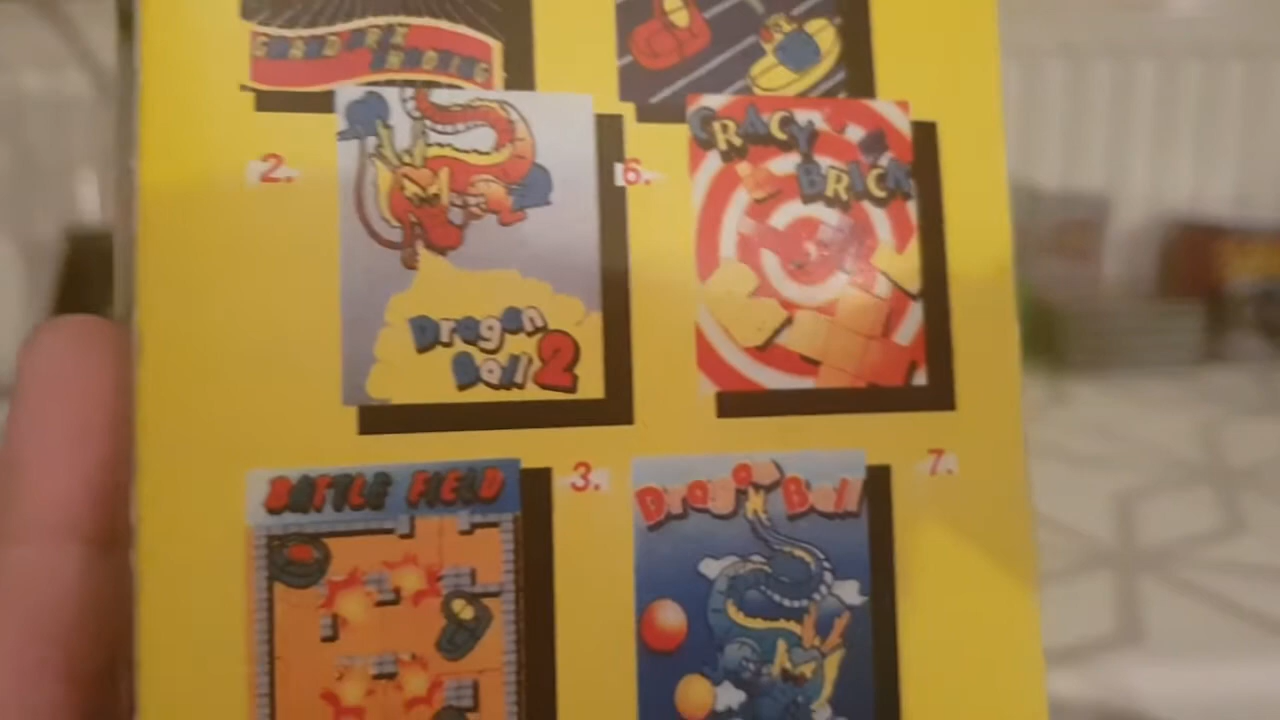 2.
6.
CRACY
BRICK
Dragon
Ball 2
BATTLE FIELD
3.
Dragon Ball
7.